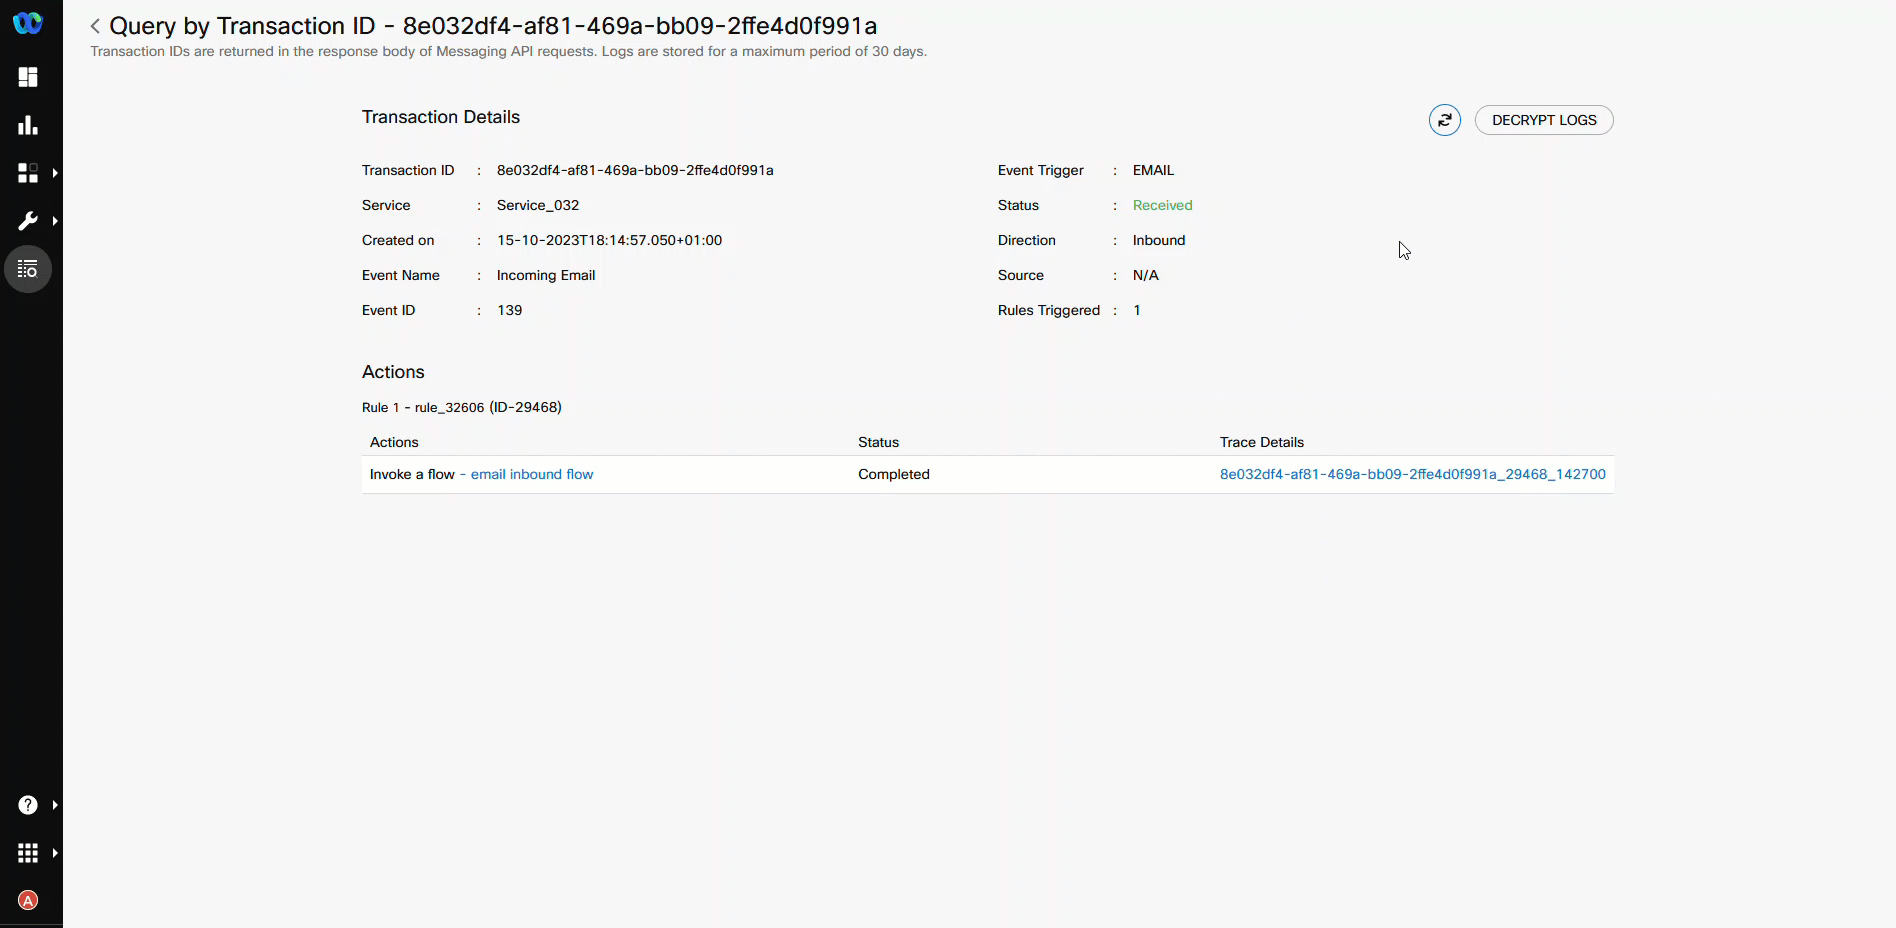 Query by Transaction ID - 8e032df4-af81-469a-bb09-2ffe4d0f991a
Transaction IDs are returned in the response body of Messaging API requests. Logs are stored for a maximum period of 30 days.
Transaction Details
DECRYPT LOGS
Transaction ID : 8e032df4-af81-469a-bb09-2ffe4d0f991a
Event Trigger : EMAIL
Service : Service_032
Status : Received
Created on : 15-10-2023T18:14:57.050+01:00
Direction : Inbound
Event Name : Incoming Email
Source : N/A
Event ID : 139
Rules Triggered : 1
Actions
Rule 1 - rule_32606 (ID-29468)
Actions Status Trace Details
Invoke a flow - email inbound flow Completed 8e032df4-af81-469a-bb09-2ffe4d0f991a_29468_142700
?
A